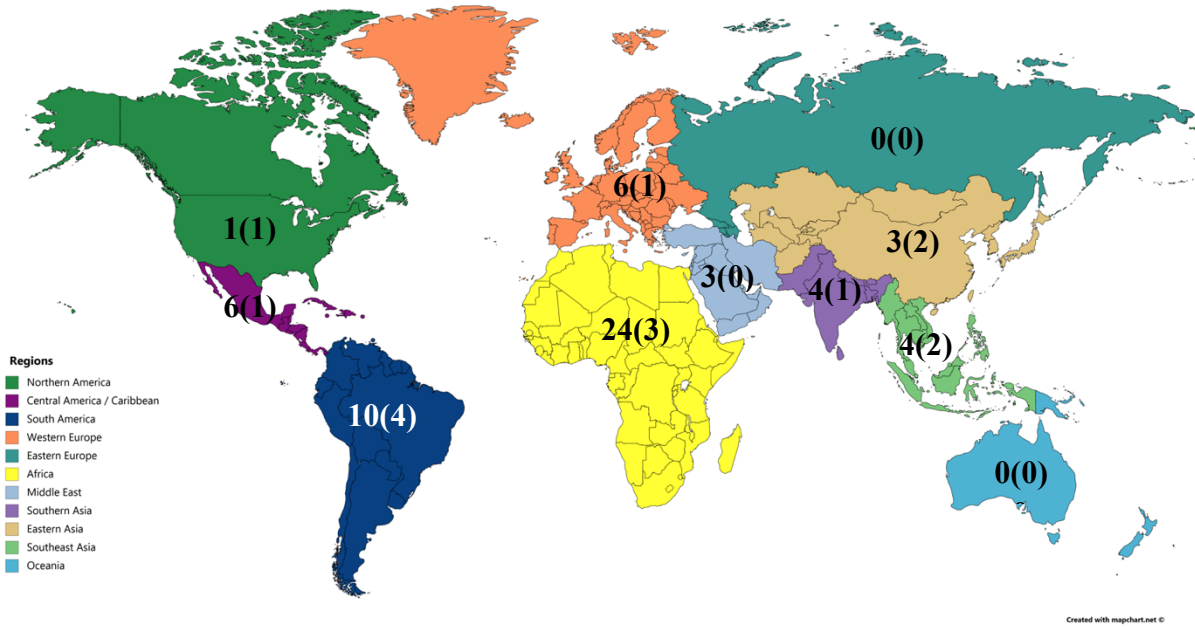 0(0)
6(1)
1(1)
3(2)
3(0)
4(1)
6(1)
24(3)
4(2)
10(4)
0(0)
Regions
Northern America
Central America / Caribbean
South America
Western Europe
Eastern Europe
Africa
Middle East
Southern Asia
Eastern Asia
Southeast Asia
Oceania
Created with mapchart.net ©